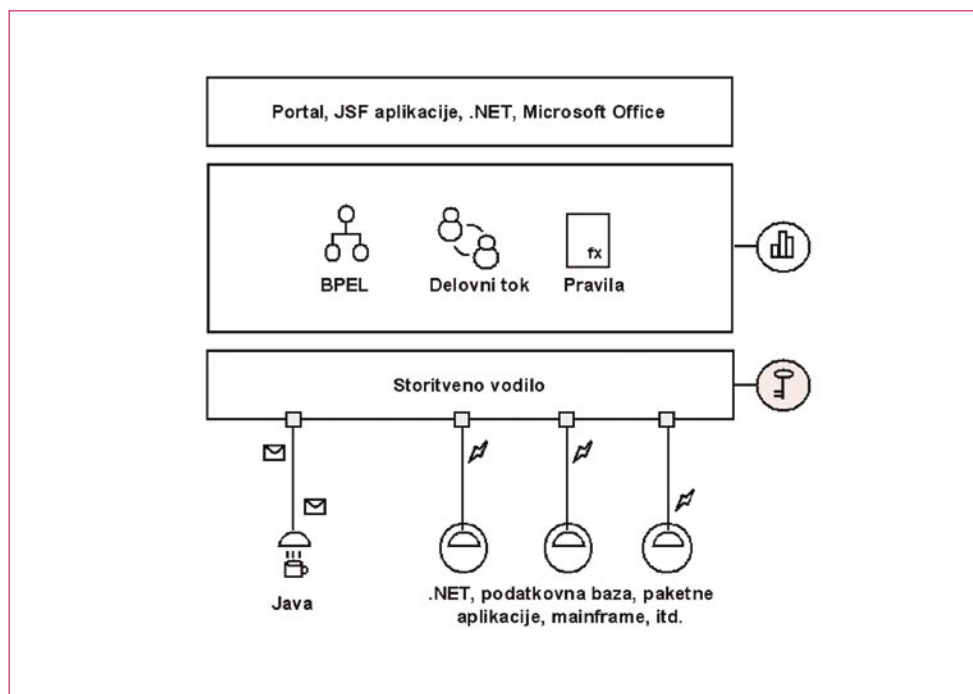 Portal, JSF aplikacije, .NET, Microsoft Office
fx
BPEL
Delovni tok
Pravila
Storitveno vodilo
Java
.NET, podatkovna baza, paketne
aplikacije, mainframe, itd.